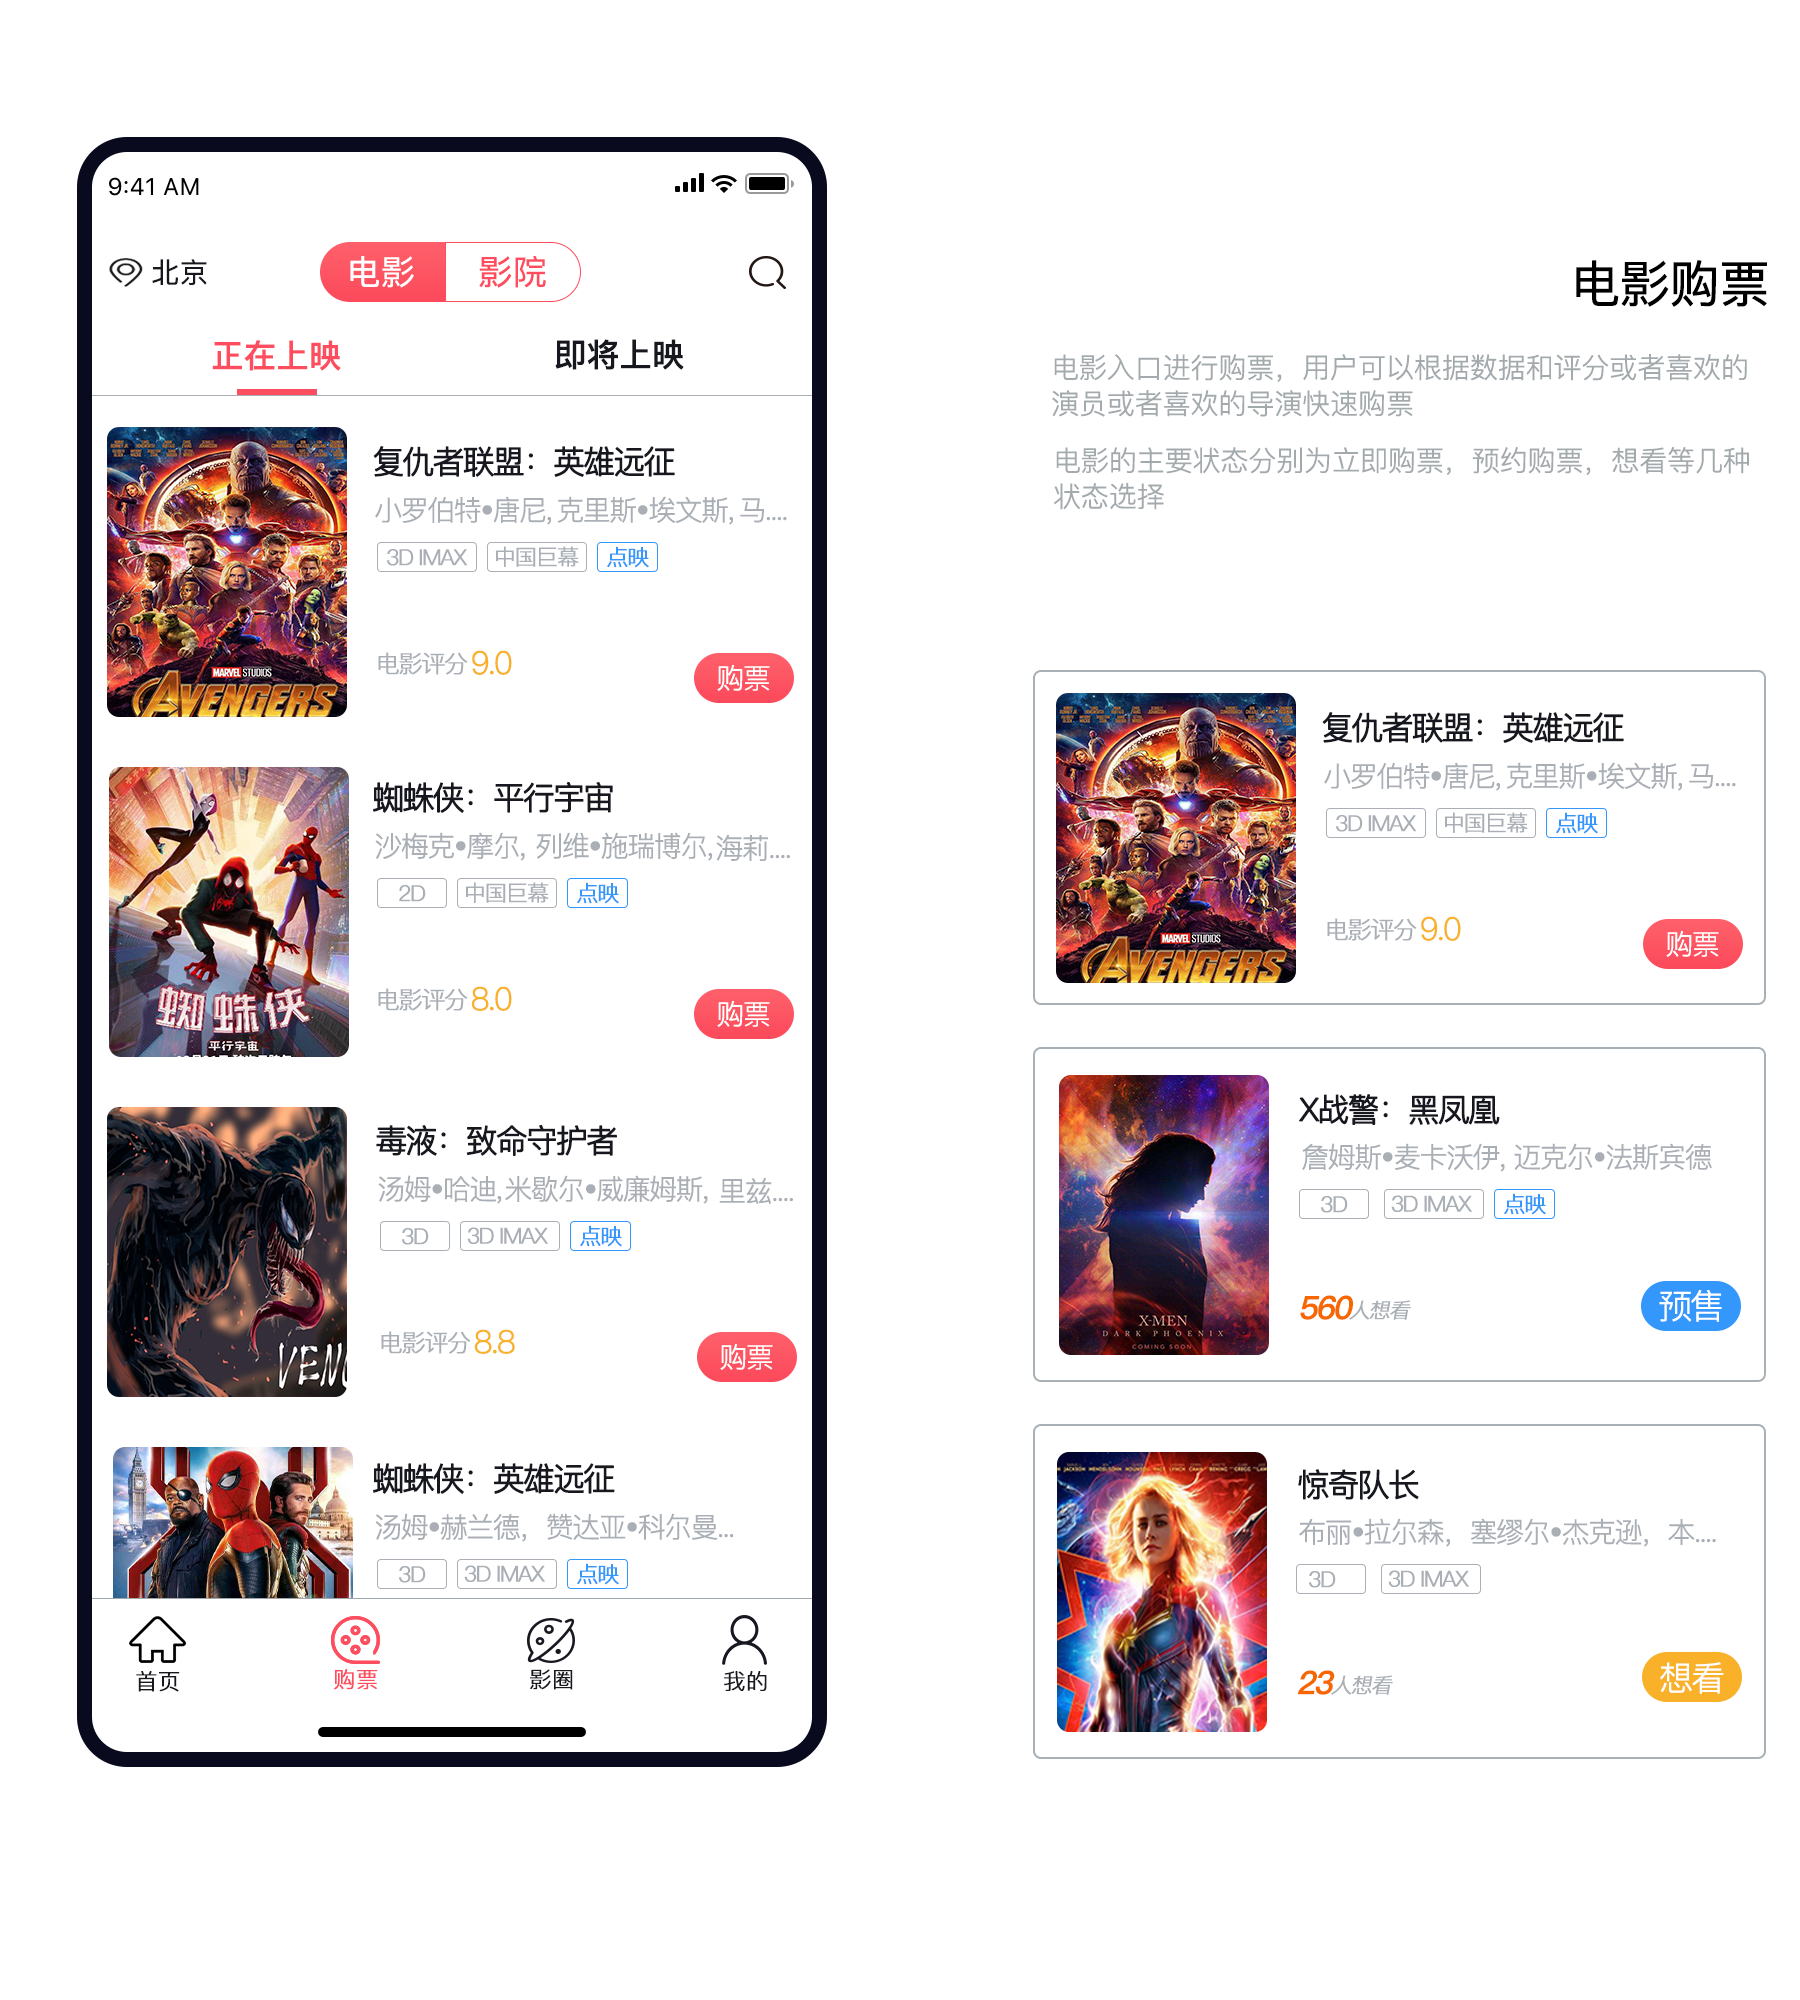 9:41 AM
北京
电影
影院
正在上映
即将上映
MARVEL STUDIOS
AVENGERS
复仇者联盟：英雄远征
小罗伯特•唐尼,克里斯•埃文斯,马....
3D IMAX
中国巨幕
点映
电影评分9.0
购票
蜘蛛侠
平行宇宙
蜘蛛侠：平行宇宙
沙梅克•摩尔, 列维•施瑞博尔,海莉....
2D
中国巨幕
点映
电影评分8.0
购票
毒液：致命守护者
汤姆•哈迪,米歇尔•威廉姆斯, 里兹....
3D
3D IMAX
点映
电影评分8.8
购票
蜘蛛侠：英雄远征
汤姆•赫兰德，赞达亚•科尔曼...
3D
3D IMAX
点映
首页
购票
影圈
我的
电影购票
电影入口进行购票，用户可以根据数据和评分或者喜欢的
演员或者喜欢的导演快速购票
电影的主要状态分别为立即购票，预约购票，想看等几种
状态选择
MARVEL STUDIOS
AVENGERS
复仇者联盟：英雄远征
小罗伯特•唐尼,克里斯•埃文斯,马....
3D IMAX
中国巨幕
点映
电影评分9.0
购票
X-MEN
DARK PHOENIX
COMING SOON
X战警：黑凤凰
詹姆斯•麦卡沃伊, 迈克尔•法斯宾德
3D
3D IMAX
点映
560人想看
预售
惊奇队长
布丽•拉尔森，塞缪尔•杰克逊，本....
3D
3D IMAX
23人想看
想看